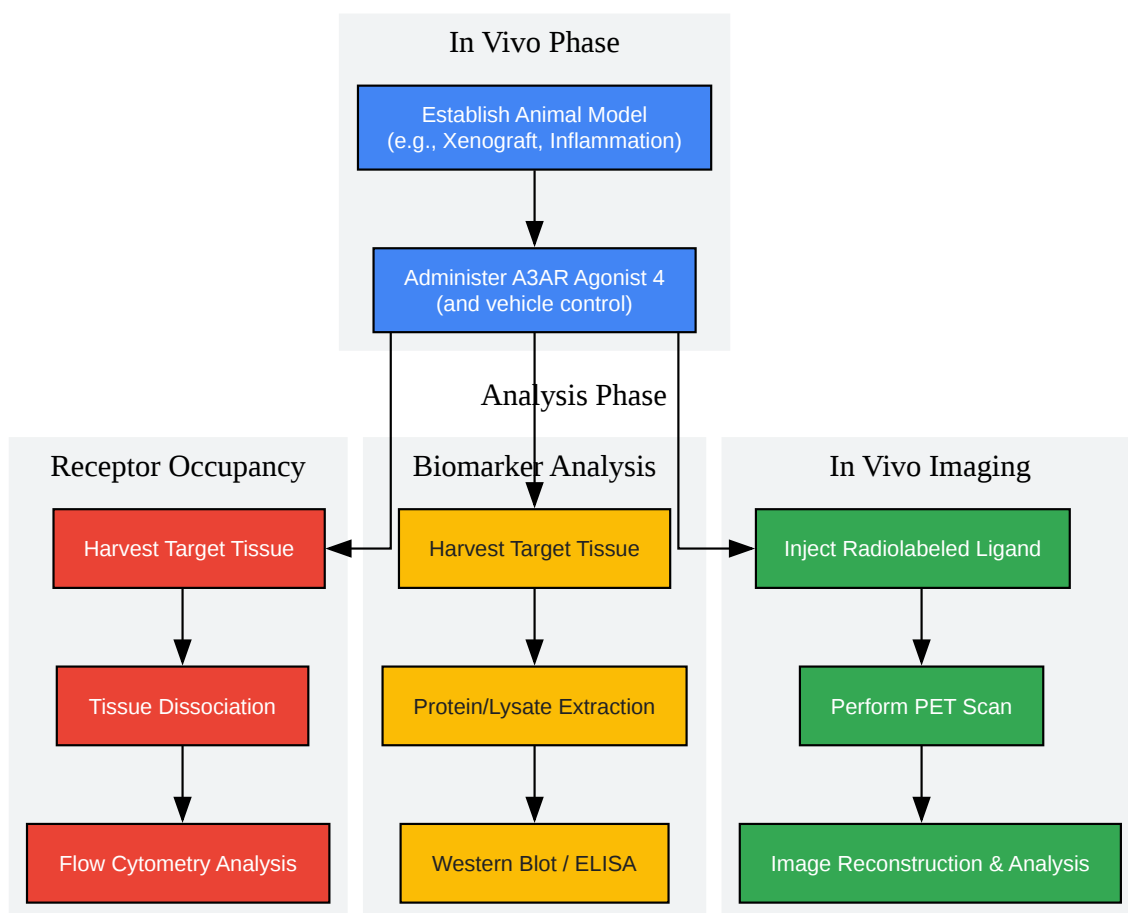 In Vivo Phase
Establish Animal Model
(e.g., Xenograft, Inflammation)
Administer A3AR Agonist 4
(and vehicle control)
Analysis Phase
Receptor Occupancy
Harvest Target Tissue
Tissue Dissociation
Flow Cytometry Analysis
Biomarker Analysis
Harvest Target Tissue
Protein/Lysate Extraction
Western Blot / ELISA
In Vivo Imaging
Inject Radiolabeled Ligand
Perform PET Scan
Image Reconstruction & Analysis